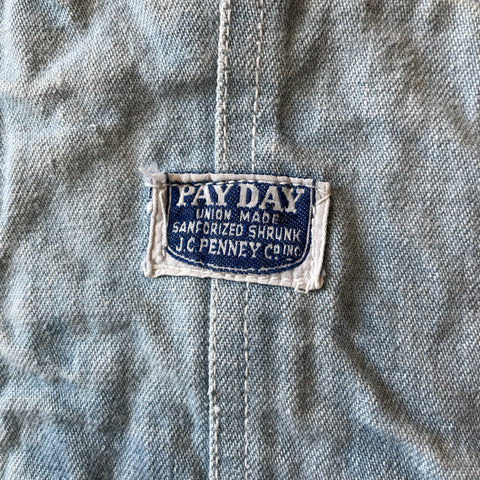 PAY DAY
UNION MADE
SANFORIZED SHRUNK
J.C. PENNEY CO INC